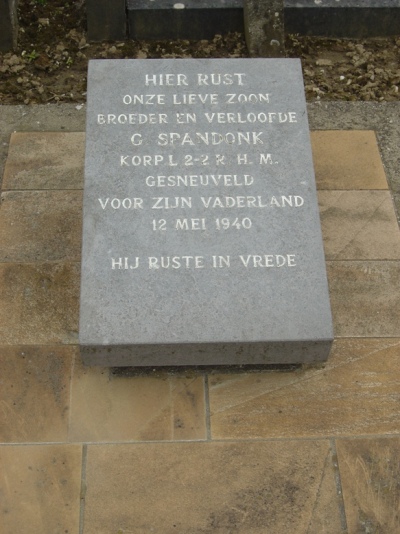 HIER RUST
ONZE LIEVE ZOON
BROEDER EN VERLOOFDE
G. SPANDONK
KORP.L 2-2 R. H. M.
GESNEUVELD
VOOR ZIJN VADERLAND
12 MEI 1940
HIJ RUSTE IN VREDE